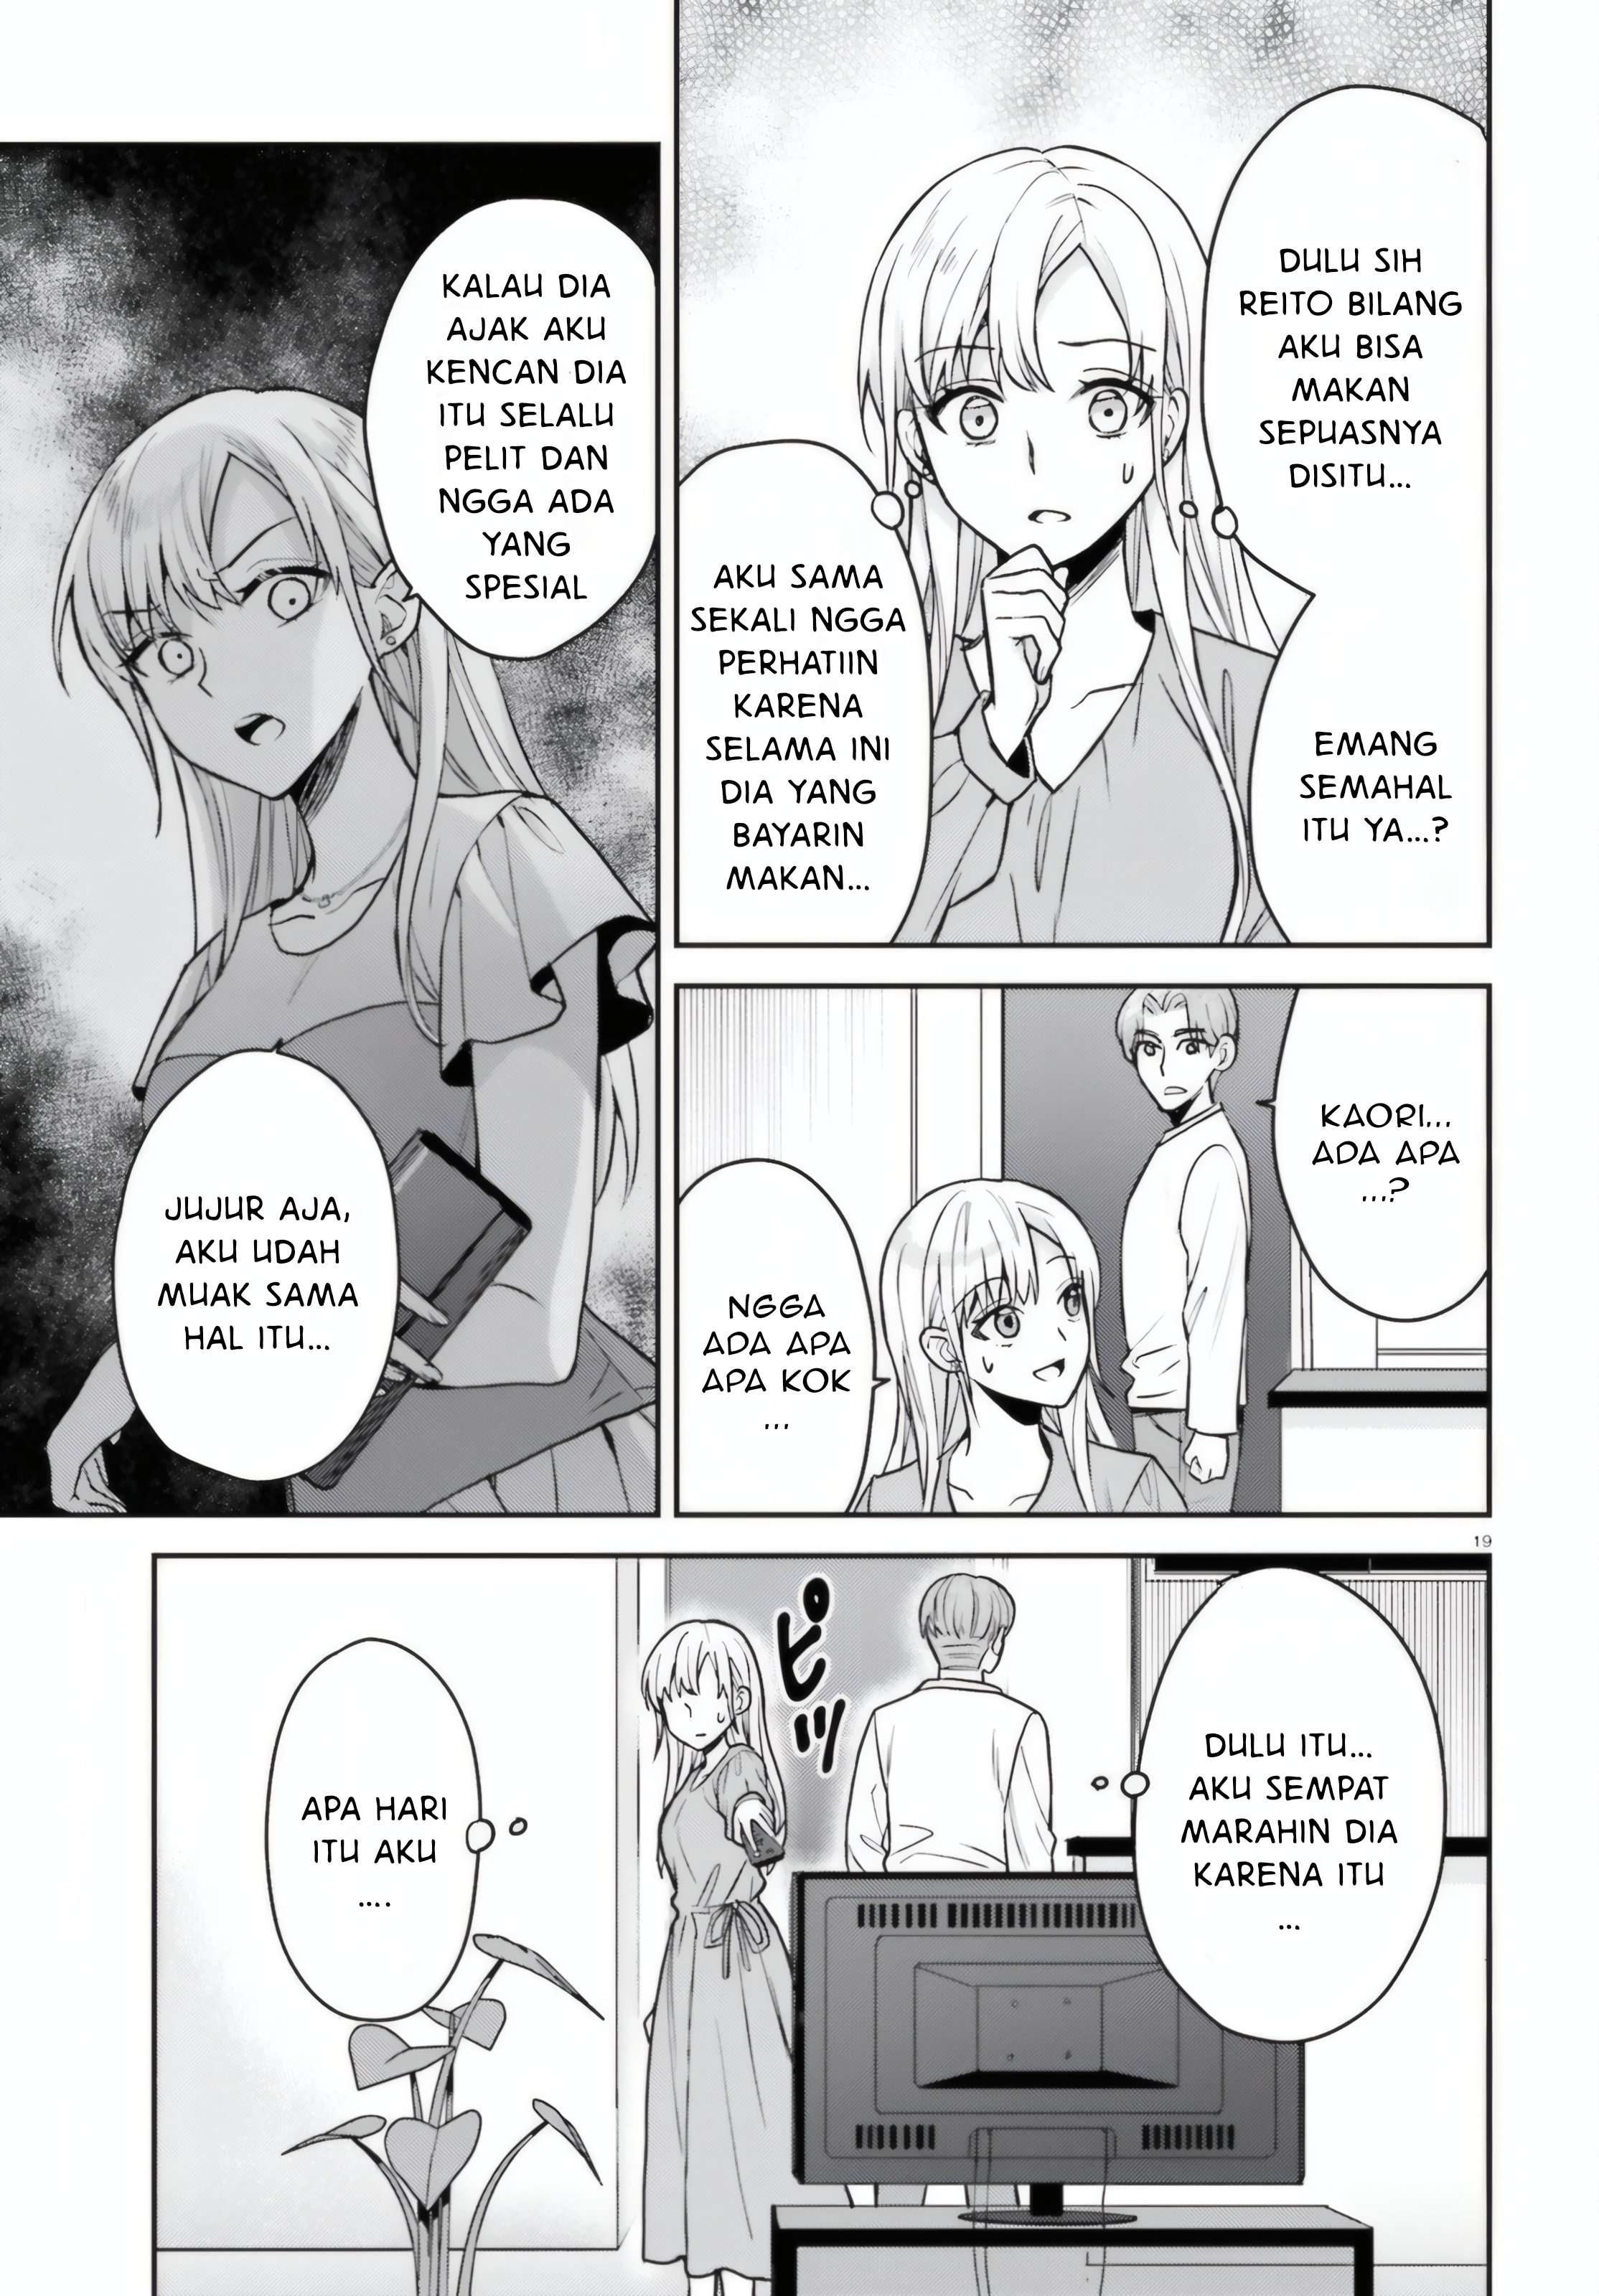 DULU SIH
REITO BILANG
AKU BISA
MAKAN
SEPUASNYA
DISITU...
EMANG
SEMAHAL
ITU YA...?
AKU SAMA
SEKALI NGGA
PERHATIIN
KARENA
SELAMA INI
DIA YANG
BAYARIN
MAKAN...
KAORI...
ADA APA
...?
NGGA
ADA APA
APA KOK
...
KALAU DIA
AJAK AKU
KENCAN DIA
ITU SELALU
PELIT DAN
NGGA ADA
YANG
SPESIAL
JUJUR AJA,
AKU UDAH
MUAK SAMA
HAL ITU...
19
DULU ITU...
AKU SEMPAT
MARAHIN DIA
KARENA ITU
...
ピッ
APA HARI
ITU AKU
....